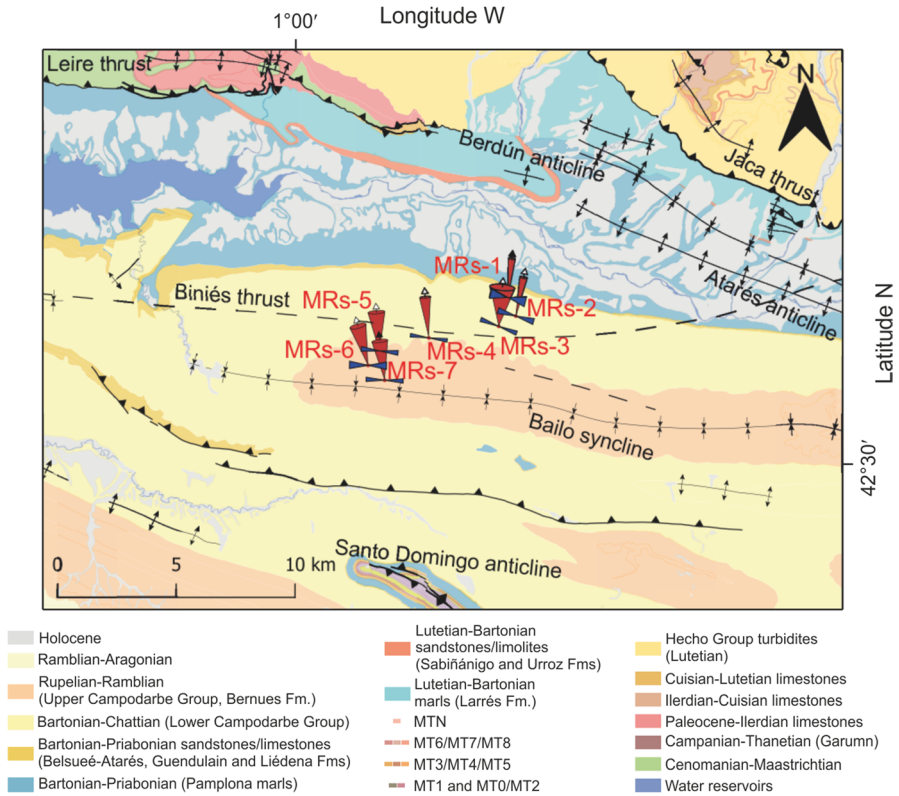 Longitude W
1°00′
Leire thrust
N
Berdún anticline
Jaca thrust
MRs-1
Atarés anticline
Biniés thrust
MRs-5
MRs-2
MRs-6
MRs-4
MRs-3
MRs-7
Latitude N
Bailo syncline
42°30′
Santo Domingo anticline
0 5 10 km
Holocene
Ramblian-Aragonian
Rupelian-Ramblian
(Upper Campodarbe Group, Bernues Fm.)
Bartonian-Chattian (Lower Campodarbe Group)
Bartonian-Priabonian sandstones/limestones
(Belsueé-Atarés, Guendulain and Liédena Fms)
Bartonian-Priabonian (Pamplona marls)
Lutetian-Bartonian
sandstones/limolites
(Sabiñánigo and Urroz Fms)
Lutetian-Bartonian
marls (Larrés Fm.)
MTN
MT6/MT7/MT8
MT3/MT4/MT5
MT1 and MT0/MT2
Hecho Group turbidites
(Lutetian)
Cuisian-Lutetian limestones
Ilerdian-Cuisian limestones
Paleocene-Ilerdian limestones
Campanian-Thanetian (Garumn)
Cenomanian-Maastrichtian
Water reservoirs